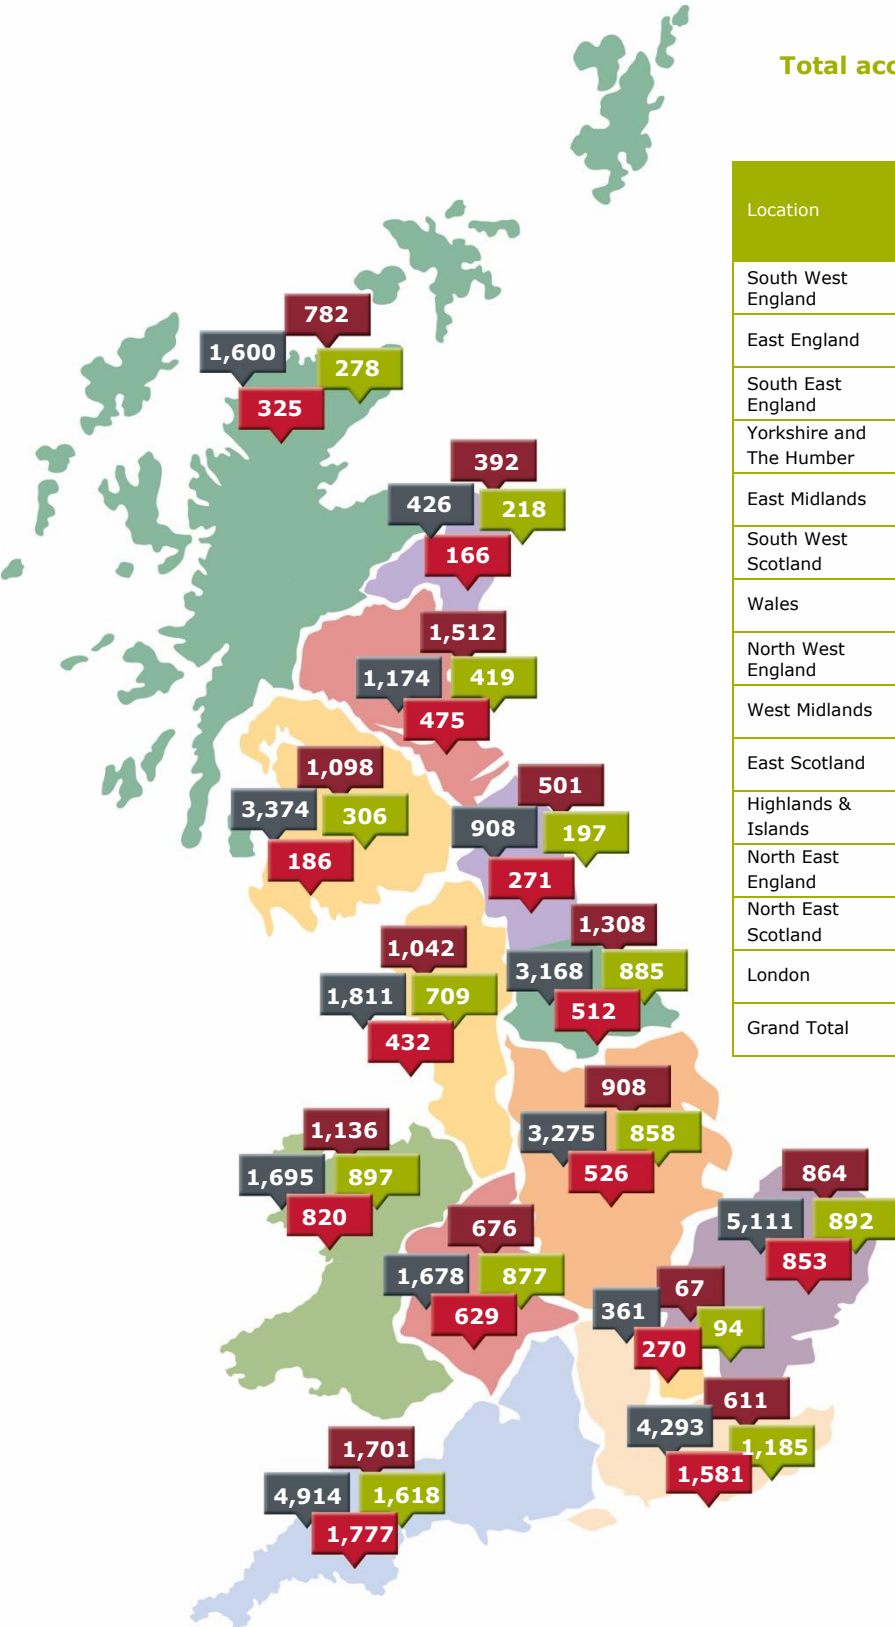 Total acc
Location
South West
England
East England
South East
England
Yorkshire and
The Humber
East Midlands
South West
Scotland
Wales
North West
England
West Midlands
East Scotland
Highlands &
Islands
North East
England
North East
Scotland
London
Grand Total
782
1,600
278
325
392
426
218
166
1,512
1,174
419
475
1,098
3,374
306
186
501
908
197
271
1,308
3,168
885
512
1,042
1,811
709
432
908
3,275
858
526
1,136
1,695
897
820
864
5,111
892
853
676
1,678
877
629
67
361
94
270
611
4,293
1,185
1,581
1,701
4,914
1,618
1,777